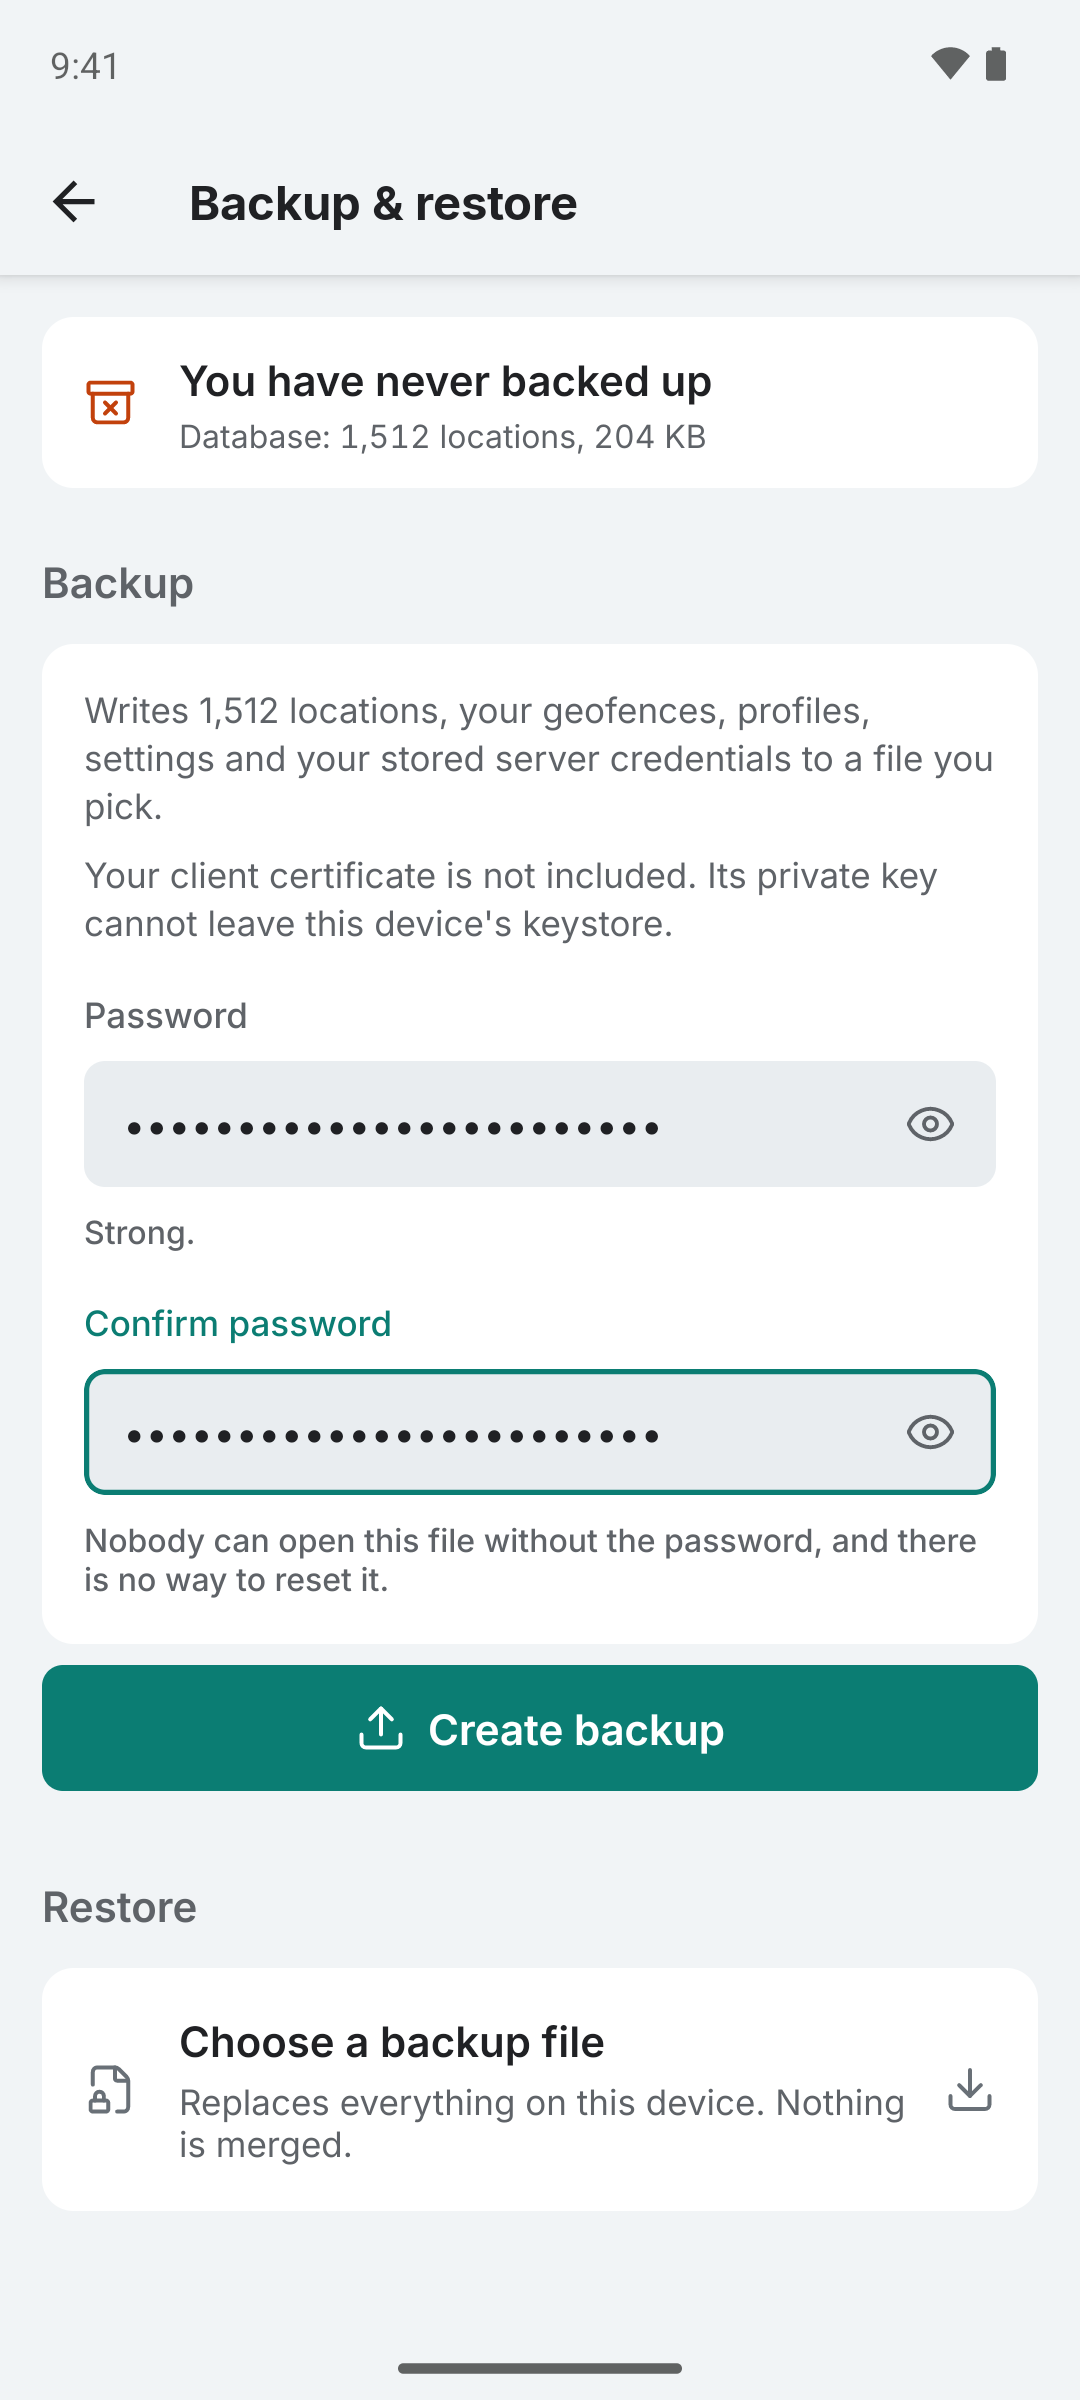 9:41
Backup & restore
You have never backed up
Database: 1,512 locations, 204 KB
Backup
Writes 1,512 locations, your geofences, profiles,
settings and your stored server credentials to a file you
pick.
Your client certificate is not included. Its private key
cannot leave this device's keystore.
Password
••••••••••••••••••••••••
Strong.
Confirm password
••••••••••••••••••••••••
Nobody can open this file without the password, and there
is no way to reset it.
Create backup
Restore
Choose a backup file
Replaces everything on this device. Nothing
is merged.